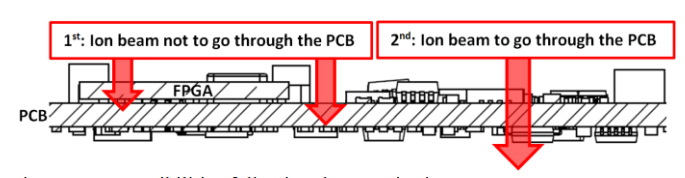 1st: Ion beam not to go through the PCB
2nd: Ion beam to go through the PCB
FPGA
PCB